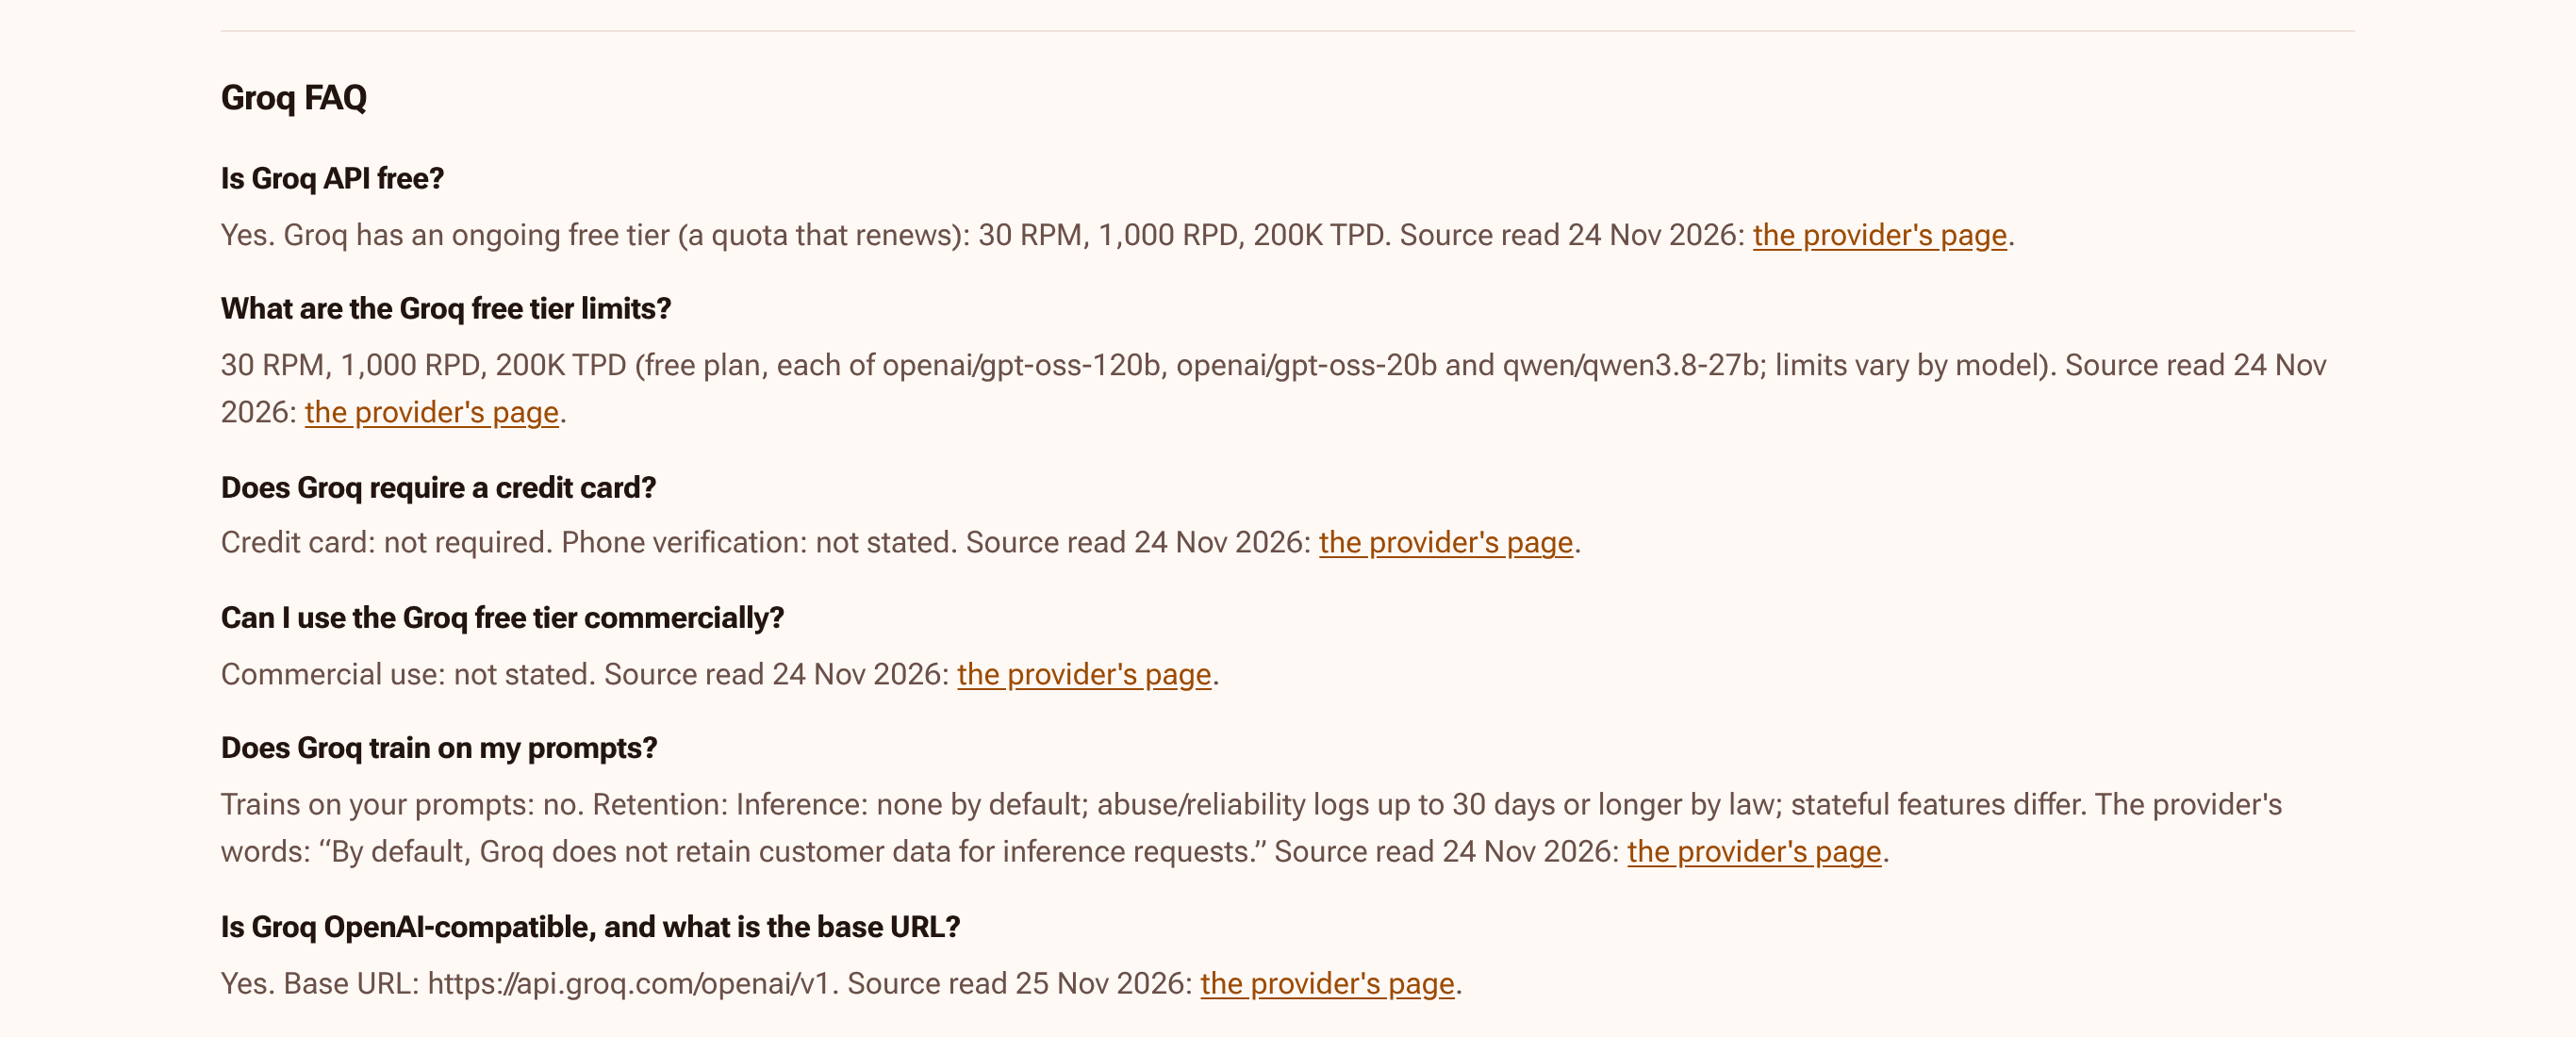 Groq FAQ
Is Groq API free?
Yes. Groq has an ongoing free tier (a quota that renews): 30 RPM, 1,000 RPD, 200K TPD. Source read 24 Nov 2026: the provider's page.
What are the Groq free tier limits?
30 RPM, 1,000 RPD, 200K TPD (free plan, each of openai/gpt-oss-120b, openai/gpt-oss-20b and qwen/qwen3.8-27b; limits vary by model). Source read 24 Nov
2026: the provider's page.
Does Groq require a credit card?
Credit card: not required. Phone verification: not stated. Source read 24 Nov 2026: the provider's page.
Can I use the Groq free tier commercially?
Commercial use: not stated. Source read 24 Nov 2026: the provider's page.
Does Groq train on my prompts?
Trains on your prompts: no. Retention: Inference: none by default; abuse/reliability logs up to 30 days or longer by law; stateful features differ. The provider's
words: “By default, Groq does not retain customer data for inference requests.” Source read 24 Nov 2026: the provider's page.
Is Groq OpenAI-compatible, and what is the base URL?
Yes. Base URL: https://api.groq.com/openai/v1. Source read 25 Nov 2026: the provider's page.